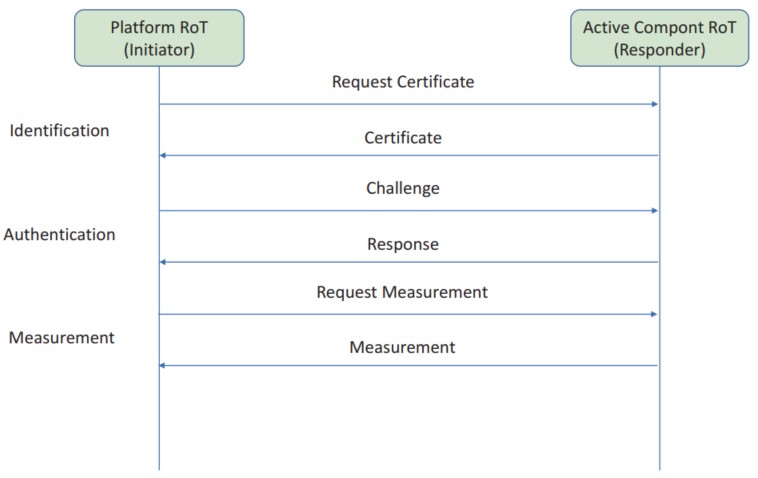 Platform RoT
(Initiator)
Active Compont RoT
(Responder)
Request Certificate
Identification
Certificate
Challenge
Authentication
Response
Request Measurement
Measurement
Measurement